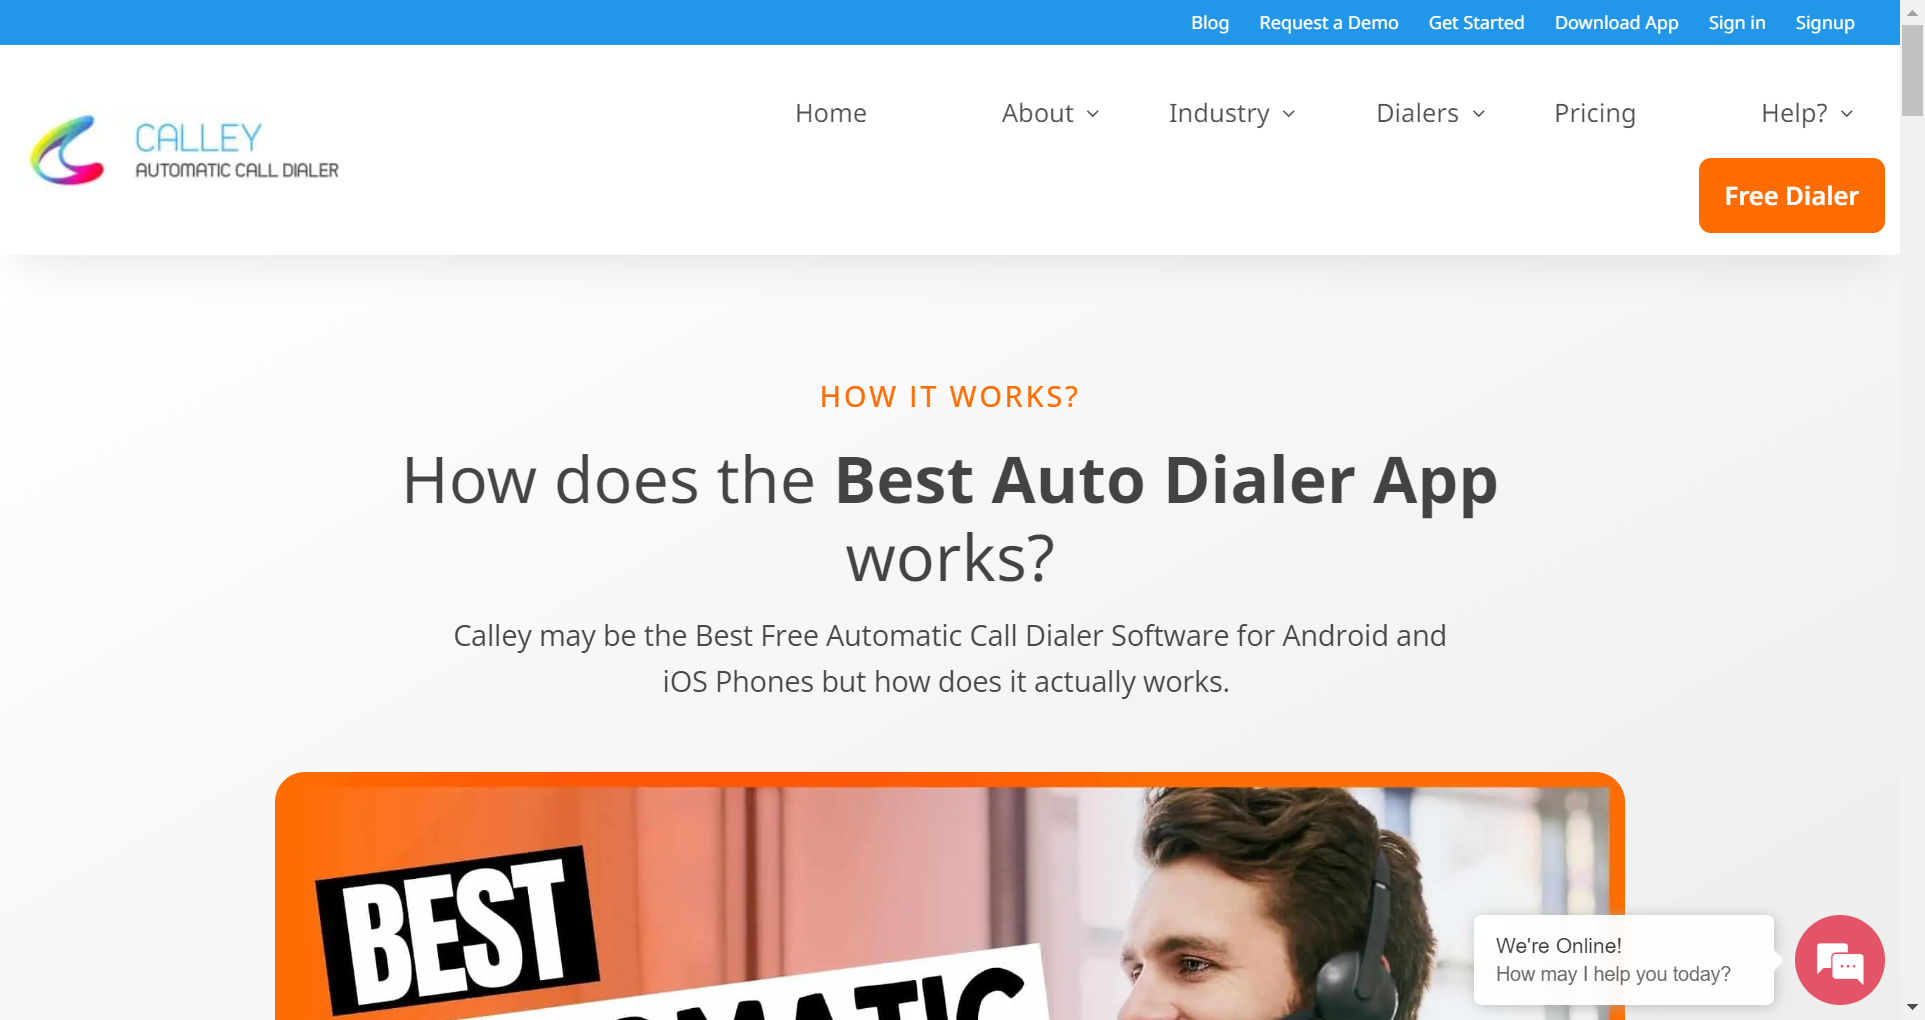 Blog Request a Demo Get Started Download App Sign in Signup
CALLEY
AUTOMATIC CALL DIALER
Home About Industry Dialers Pricing Help?
Free Dialer
HOW IT WORKS?
How does the Best Auto Dialer App
works?
Calley may be the Best Free Automatic Call Dialer Software for Android and
iOS Phones but how does it actually works.
BEST
We're Online!
How may I help you today?